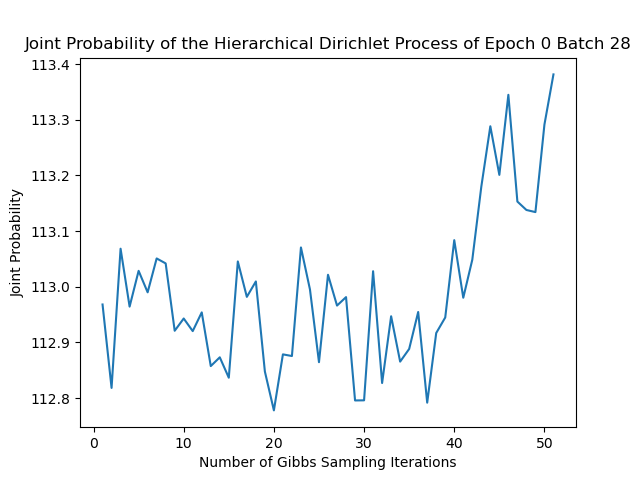 Joint Probability of the Hierarchical Dirichlet Process of Epoch 0 Batch 28
113.4
113.3
113.2
113.1
113.0
112.9
112.8
Joint Probability
0 10 20 30 40 50
Number of Gibbs Sampling Iterations